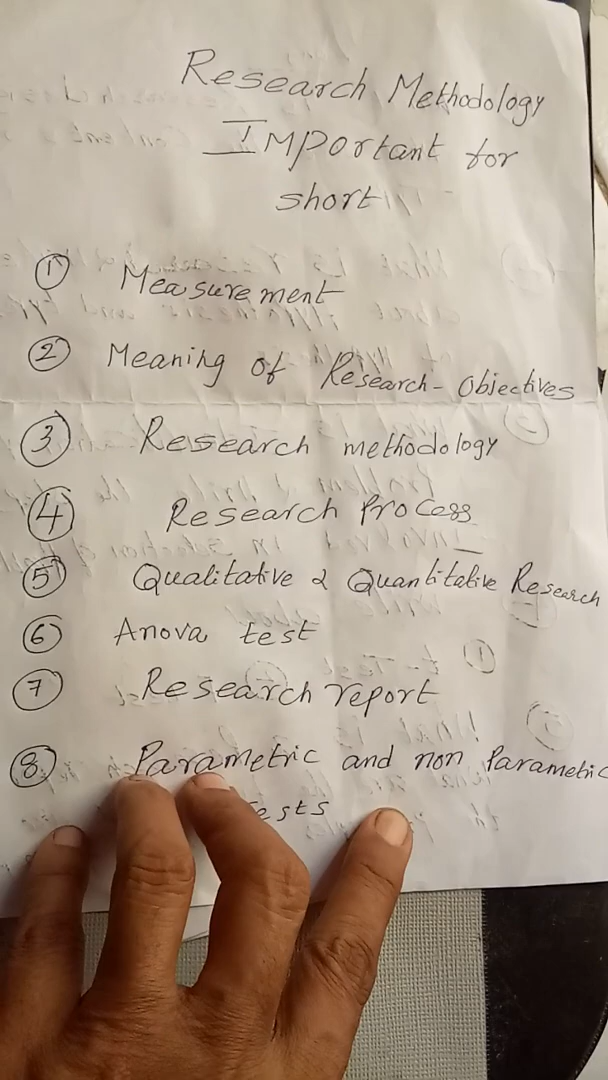 Research Methodology
Important for
short
① Measurement
② Meaning of Research - Objectives
③ Research methodology
④ Research Process
⑤ Qualitative & Quantitative Research
⑥ Anova test
⑦ Research report
⑧ Parametric and non Parametric
ests